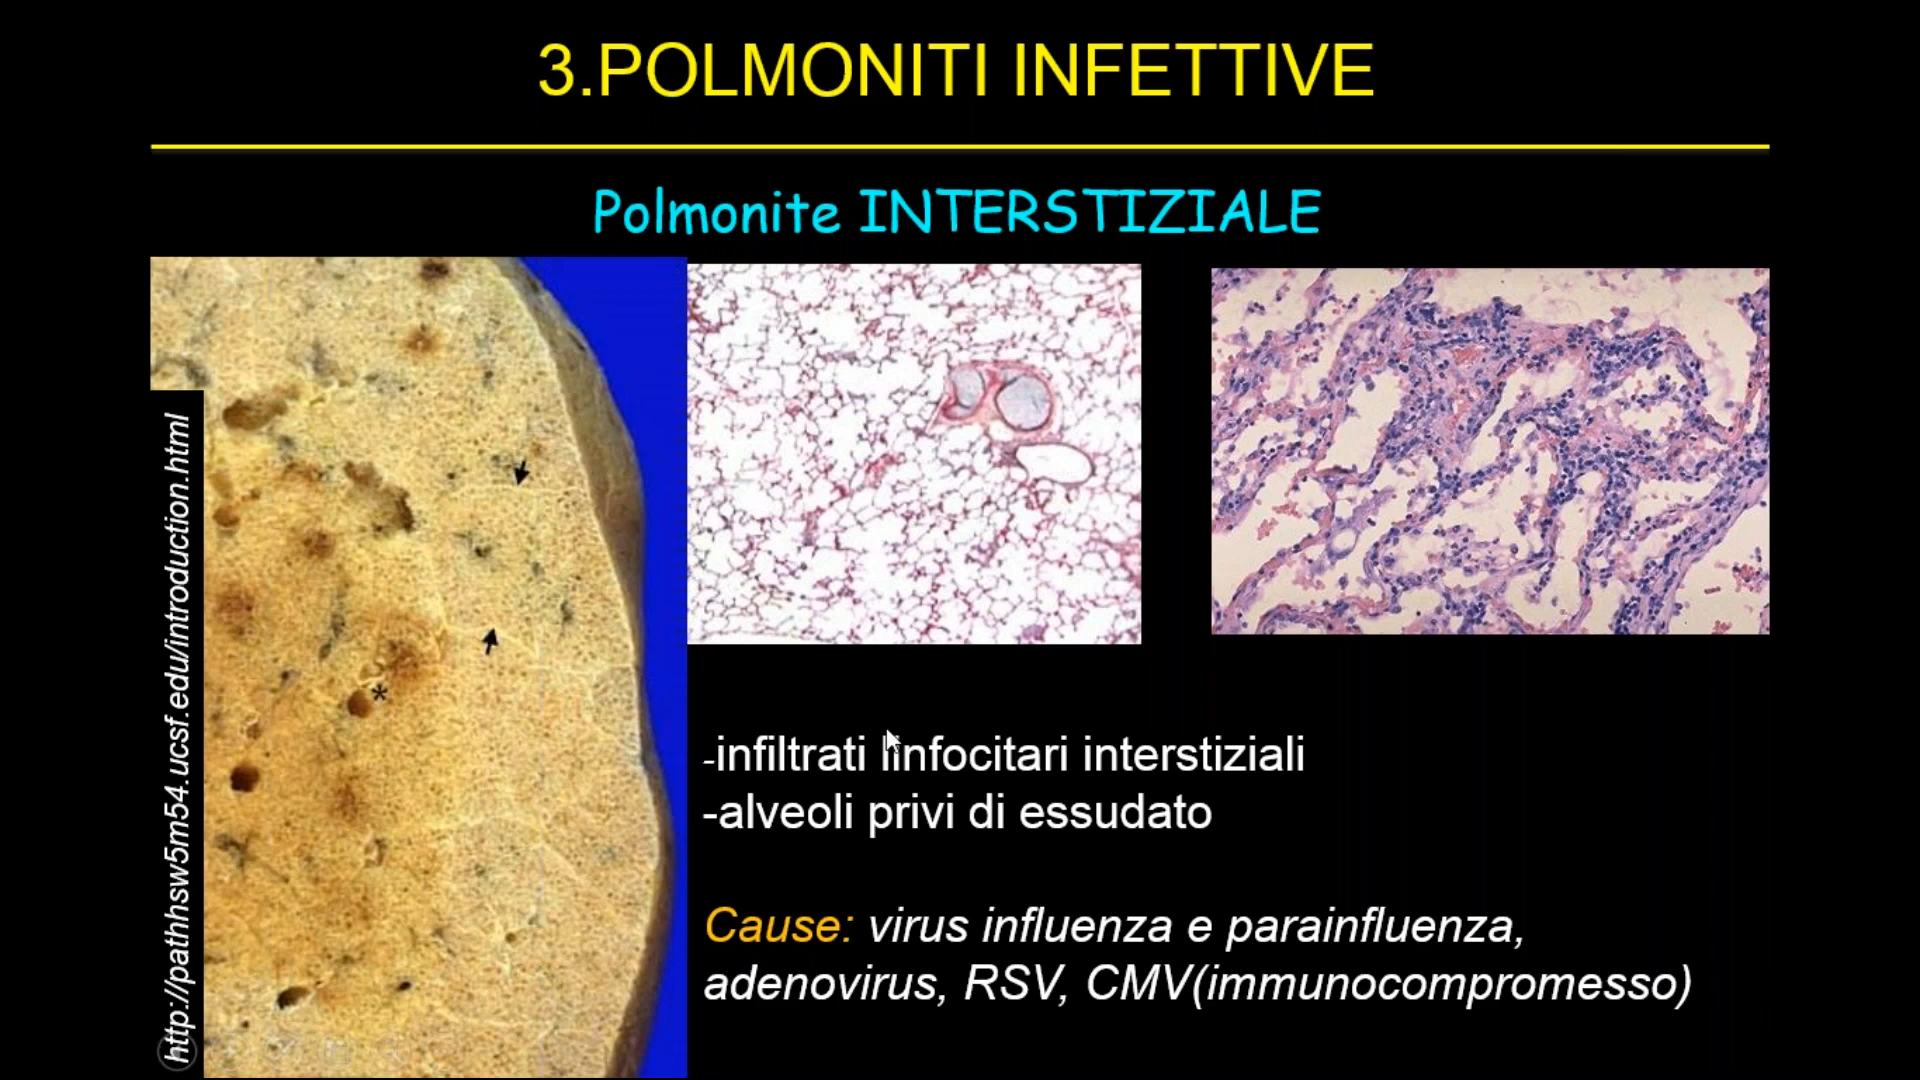 3.POLMONITI INFETTIVE
Polmonite INTERSTIZIALE
http://pathhsw5m54.ucsf.edu/introduction.html
*
-infiltrati linfocitari interstiziali
-alveoli privi di essudato
Cause: virus influenza e parainfluenza,
adenovirus, RSV, CMV(immunocompromesso)